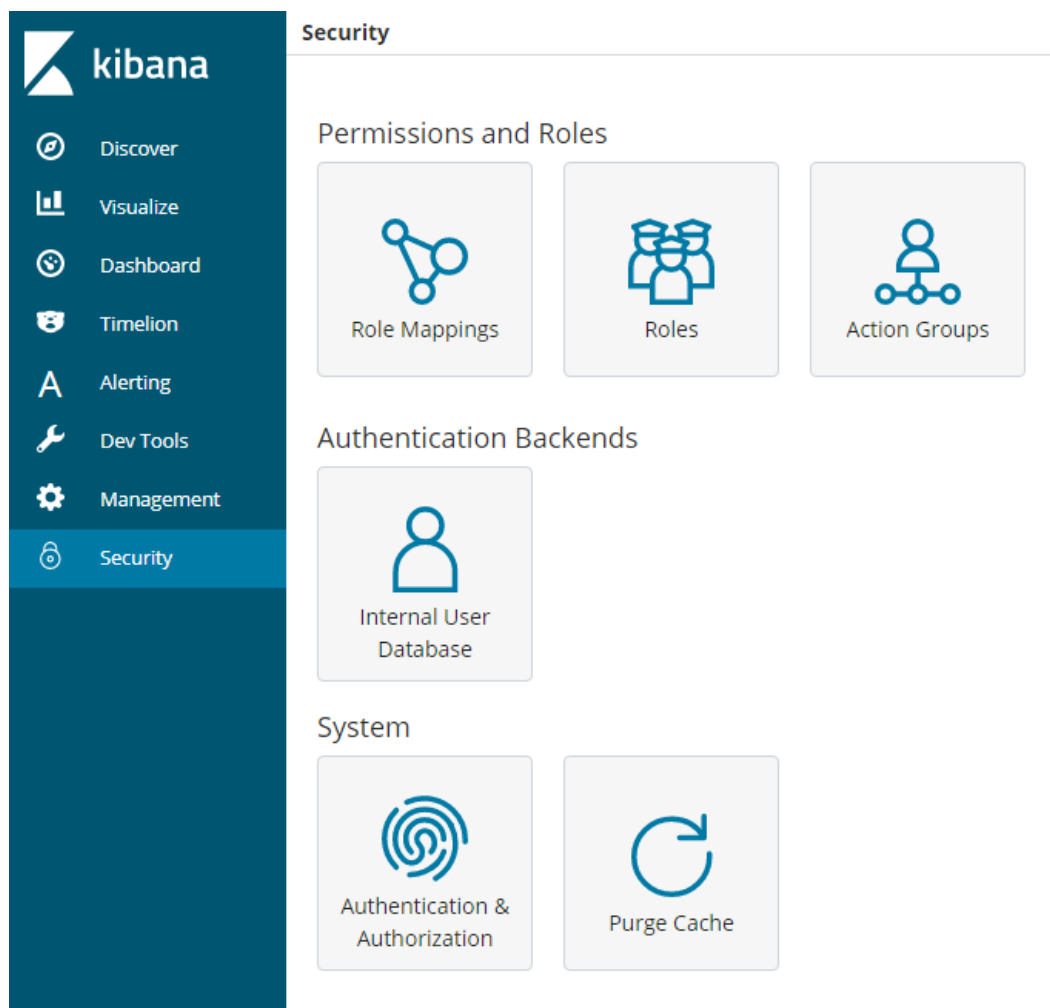 kibana
Discover
Visualize
Dashboard
Timelion
Alerting
Dev Tools
Management
Security
Security
Permissions and Roles
Role Mappings
Roles
Action Groups
Authentication Backends
Internal User
Database
System
Authentication &
Authorization
Purge Cache